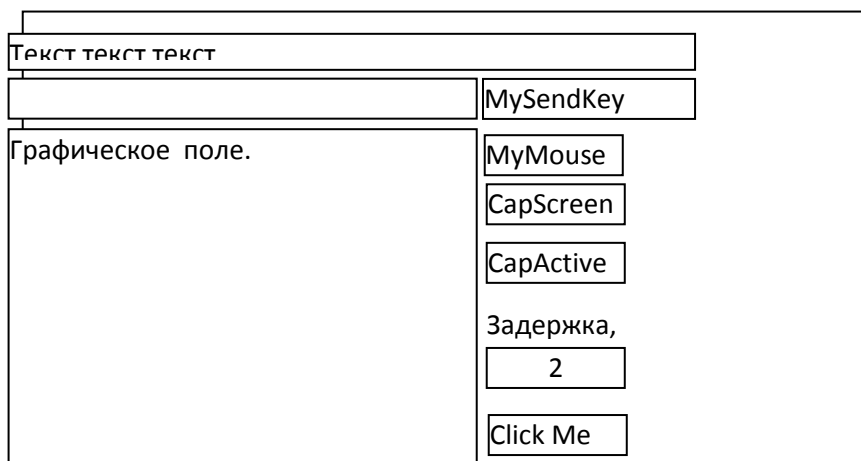 Текст текст текст
MySendKey
Графическое поле.
MyMouse
CapScreen
CapActive
Задержка,
2
Click Me